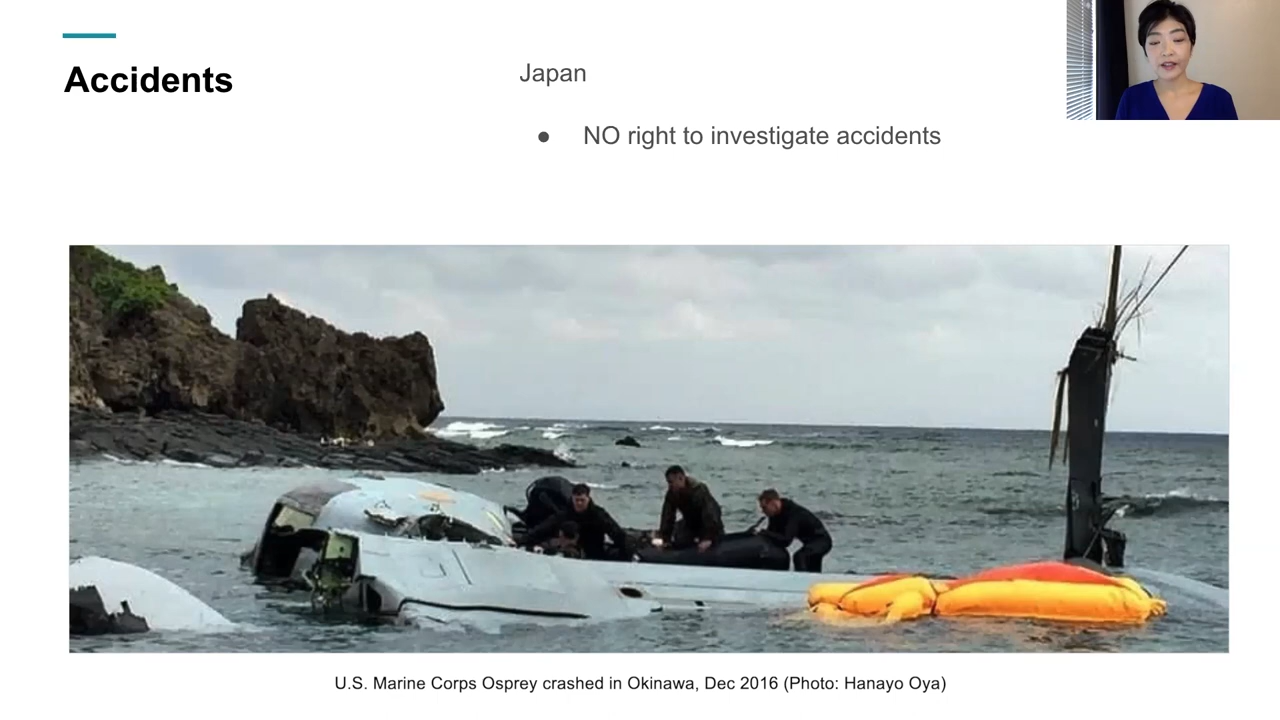 Accidents
Japan
● NO right to investigate accidents
U.S. Marine Corps Osprey crashed in Okinawa, Dec 2016 (Photo: Hanayo Oya)